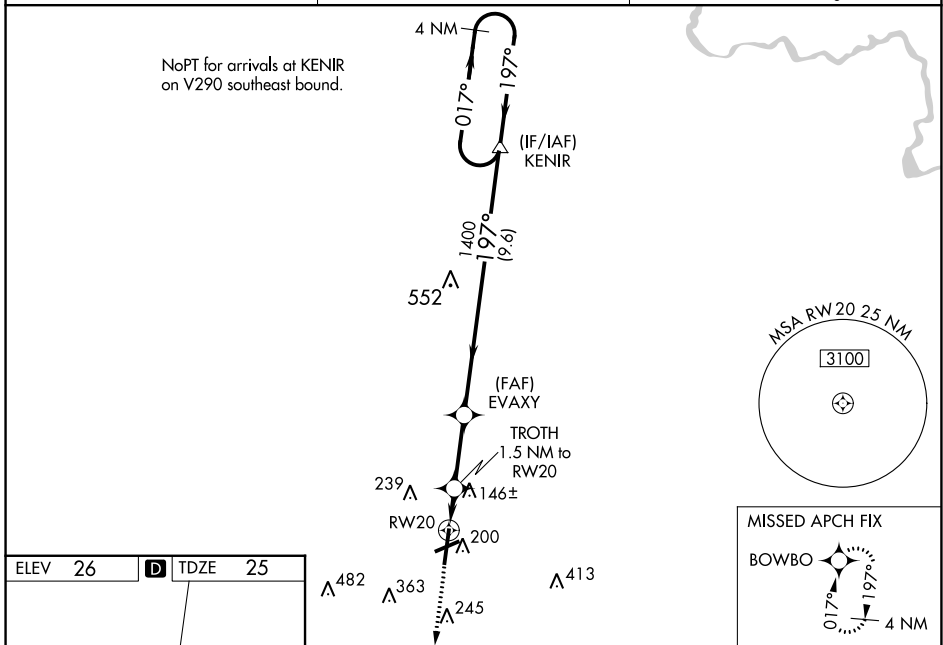 4 NM
NoPT for arrivals at KENIR
on V290 southeast bound.
017°
197°
(IF/IAF)
KENIR
1400
197°
(9.6)
552
MSA RW20 25 NM
3100
(FAF)
EVAXY
TROTH
1.5 NM to
RW20
239
146±
RW20
200
MISSED APCH FIX
BOWBO
017°
197°
4 NM
ELEV 26 D TDZE 25
482
363
413
245